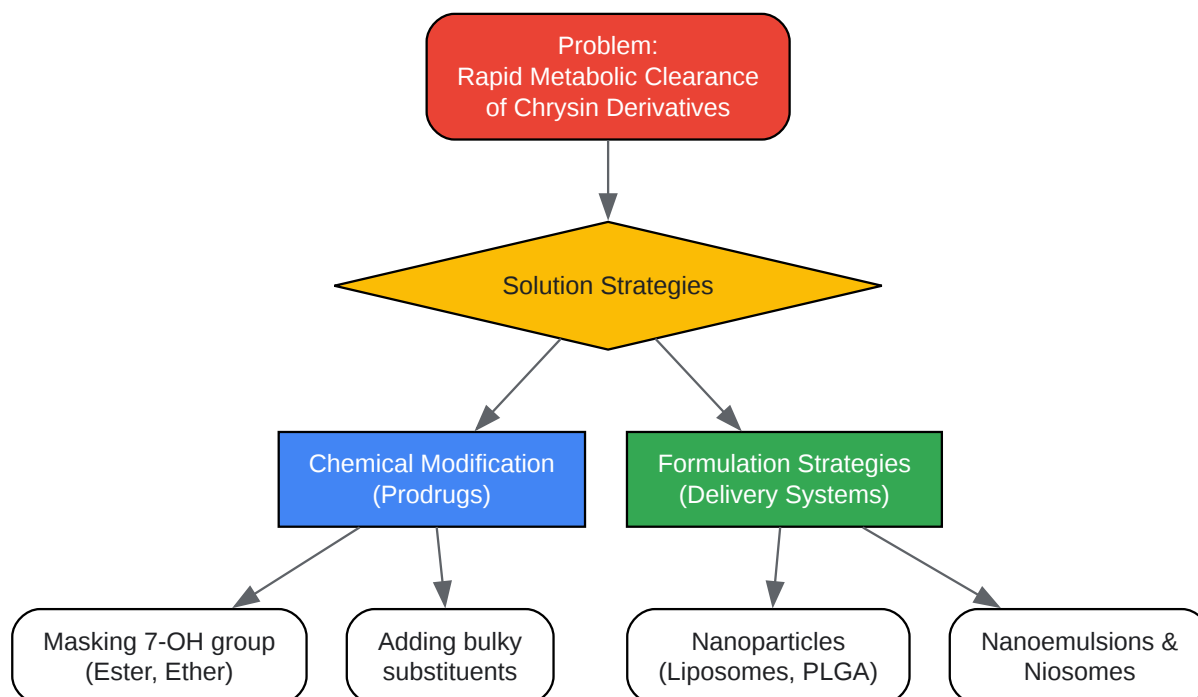 Problem:
Rapid Metabolic Clearance
of Chrysin Derivatives
Solution Strategies
Chemical Modification
(Prodrugs)
Formulation Strategies
(Delivery Systems)
Masking 7-OH group
(Ester, Ether)
Adding bulky
substituents
Nanoparticles
(Liposomes, PLGA)
Nanoemulsions &
Niosomes